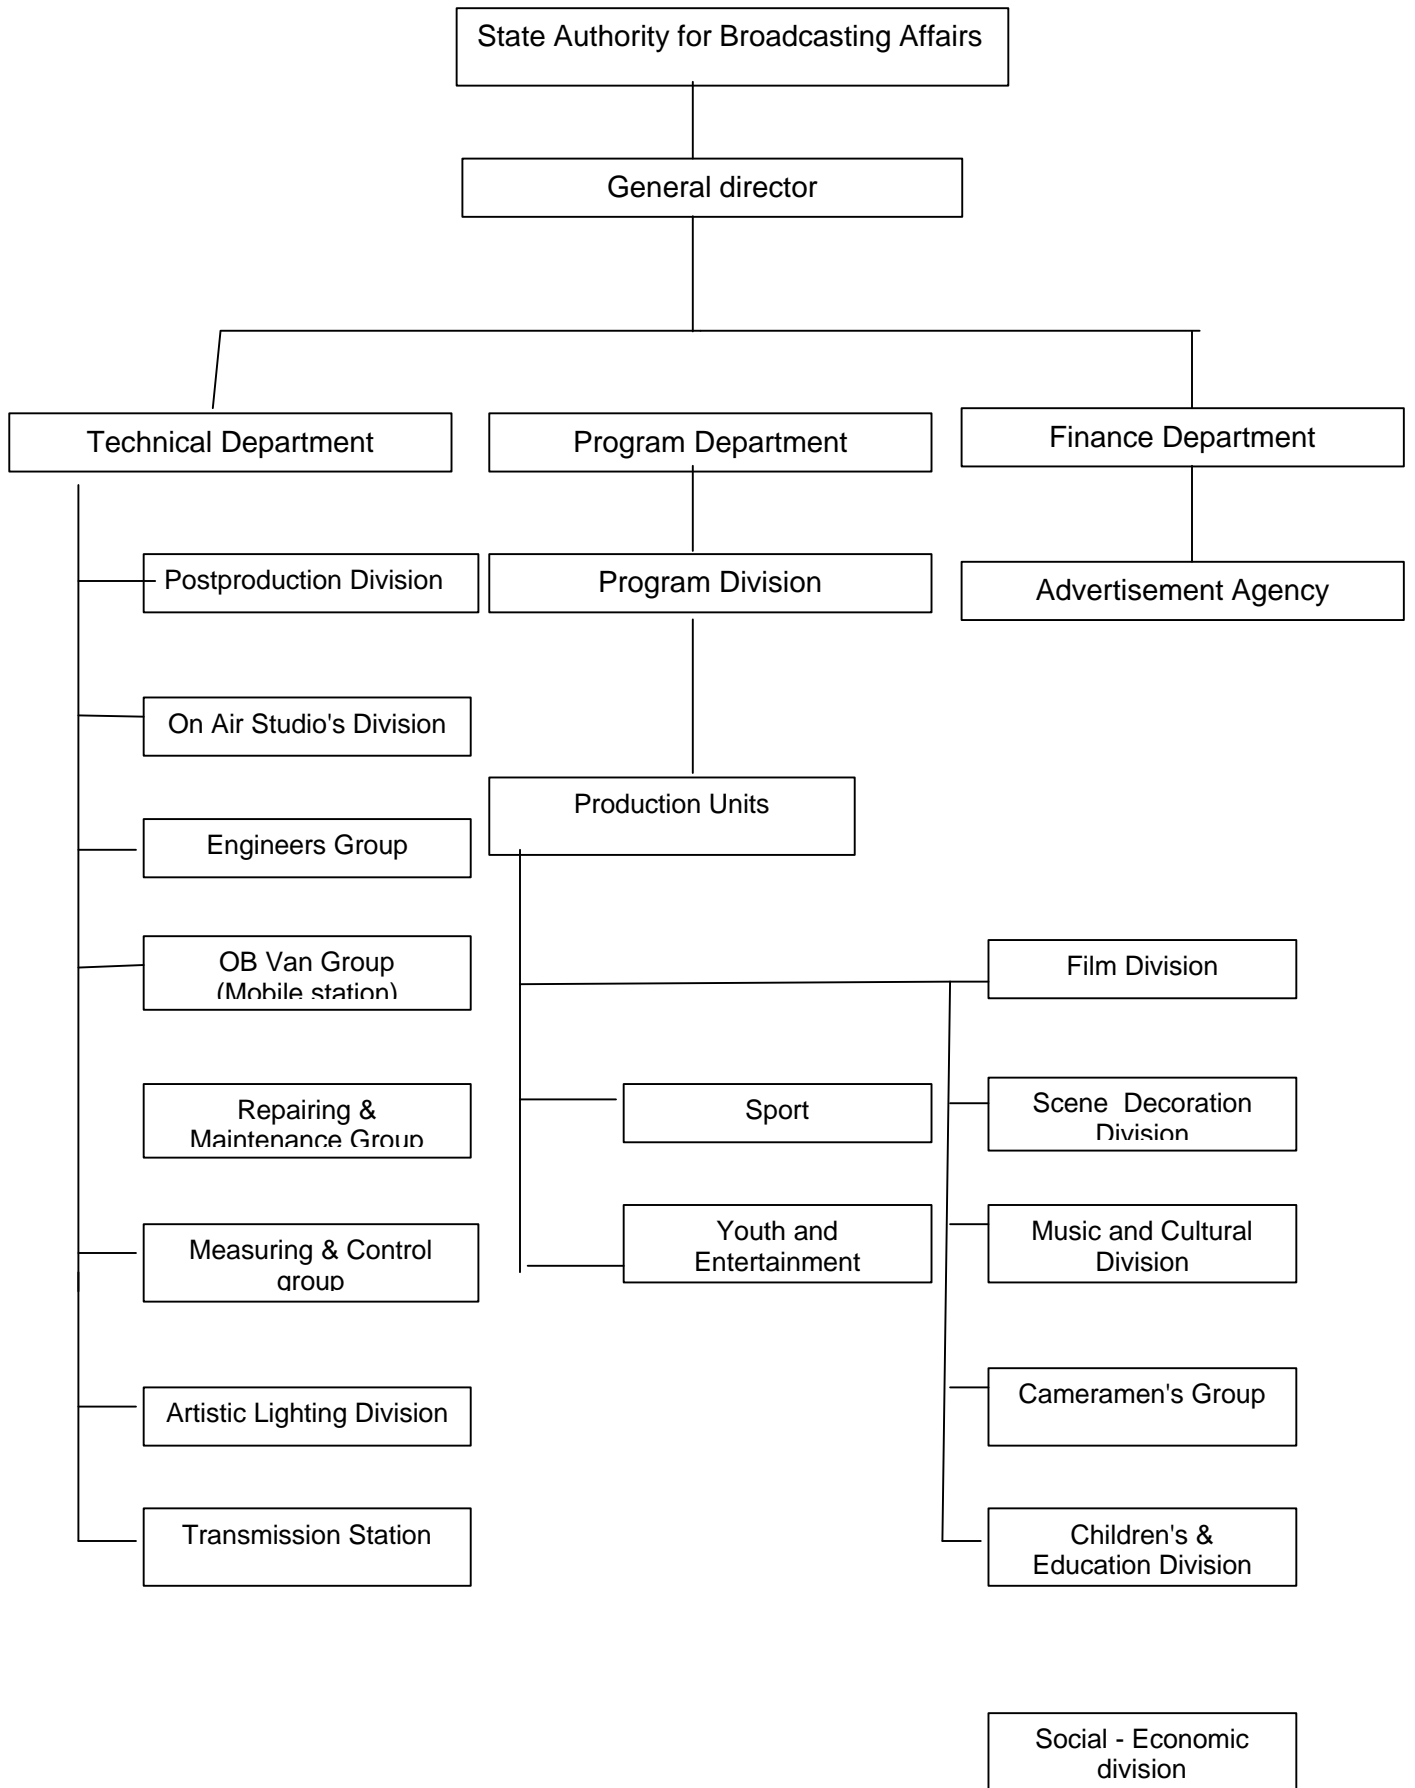 State Authority for Broadcasting Affairs
General director
Technical Department
Program Department
Finance Department
Postproduction Division
Program Division
Advertisement Agency
On Air Studio's Division
Production Units
Engineers Group
OB Van Group
(Mobile station)
Film Division
Repairing &
Maintenance Group
Sport
Scene  Decoration
Division
Measuring & Control
group
Youth and
Entertainment
Music and Cultural
Division
Artistic Lighting Division
Cameramen's Group
Transmission Station
Children's &
Education Division
Social - Economic
division